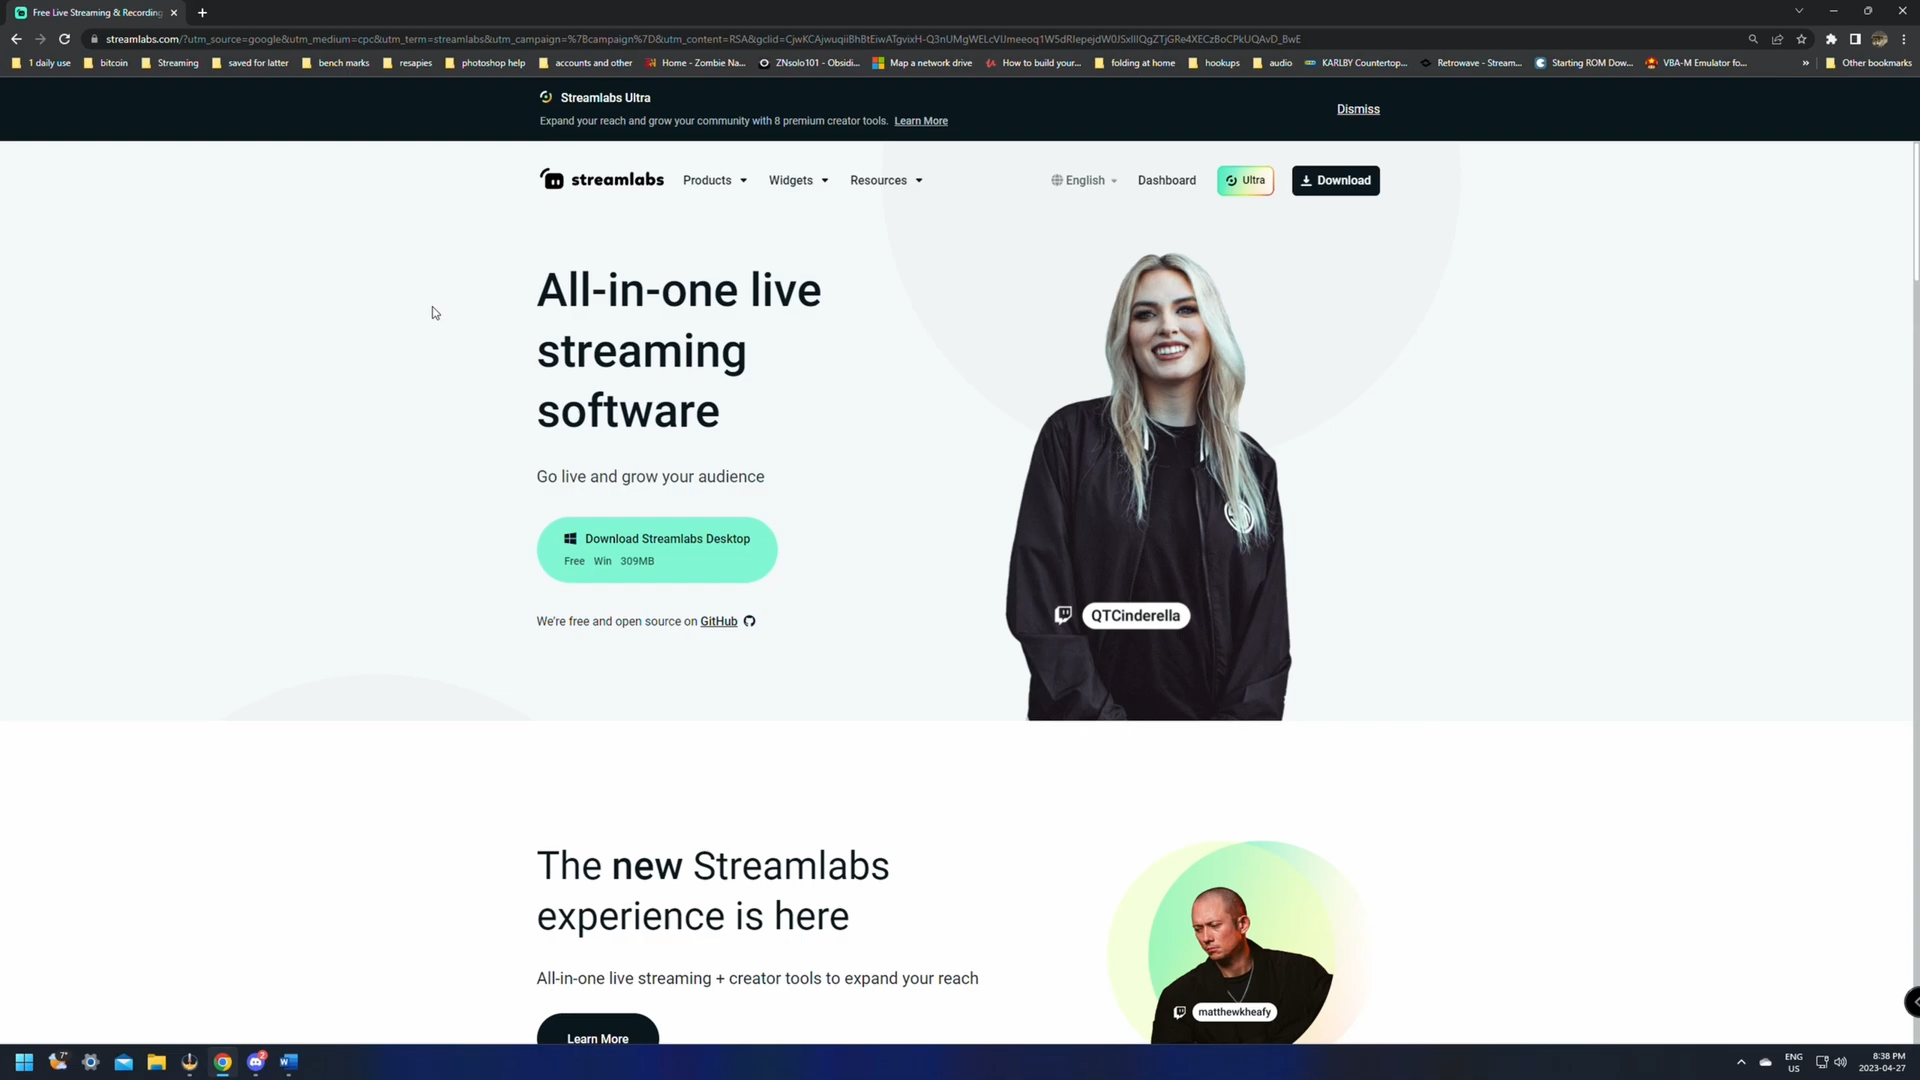 Free Live Streaming & Recording
streamlabs.com/?utm_source=google&utm_medium=cpc&utm_term=streamlabs&utm_campaign=%7Bcampaign%7D&utm_content=RSA&gclid=
1 daily use
bitcoin
Streaming
saved for latter
bench marks
resapies
photoshop help
accounts and other
Home - Zombie Na...
ZNsolo101 - Obsidi...
Map a network drive
How to build your...
folding at home
hookups
audio
KARLBY Countertop...
Retrowave - Stream...
Starting ROM Dow...
VBA-M Emulator fo...
»
Other bookmarks
Streamlabs Ultra
Dismiss
Expand your reach and grow your community with 8 premium creator tools. Learn More
streamlabs
Products
Widgets
Resources
English
Dashboard
Ultra
Download
All-in-one live
streaming
software
Go live and grow your audience
Download Streamlabs Desktop
Free Win 309MB
We're free and open source on GitHub
QTCinderella
The new Streamlabs
experience is here
All-in-one live streaming + creator tools to expand your reach
Learn More
matthewkheafy
7°
2
ENG
US
8:38 PM
2023-04-27